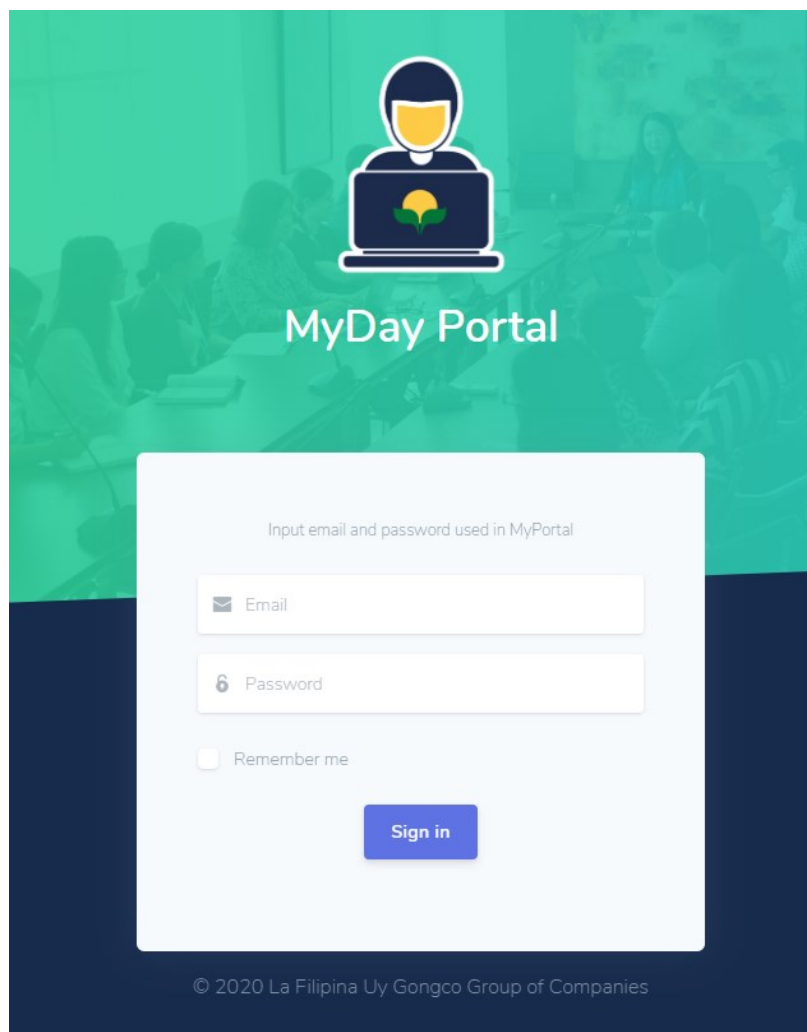 MyDay Portal
Input email and password used in MyPortal
Email
Password
Remember me
Sign in
© 2020 La Filipina Uy Gongco Group of Companies